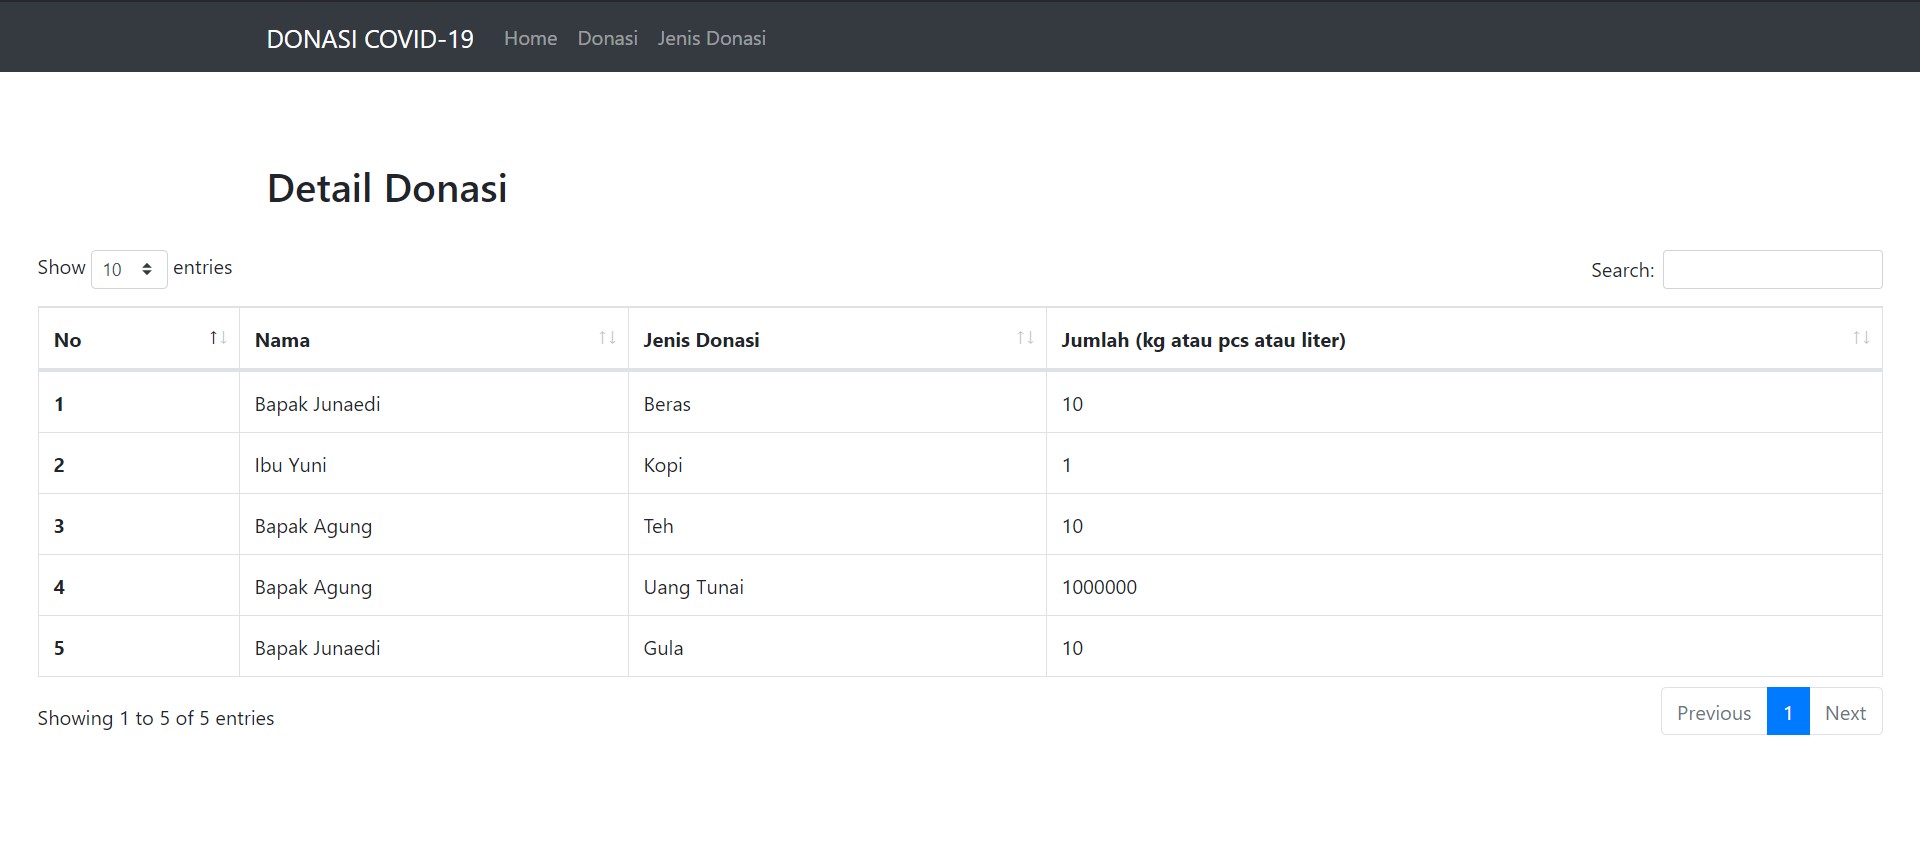 DONASI COVID-19 Home Donasi Jenis Donasi
Detail Donasi
Show 10 entries Search:
No Nama Jenis Donasi Jumlah (kg atau pcs atau liter)
1 Bapak Junaedi Beras 10
2 Ibu Yuni Kopi 1
3 Bapak Agung Teh 10
4 Bapak Agung Uang Tunai 1000000
5 Bapak Junaedi Gula 10
Showing 1 to 5 of 5 entries Previous 1 Next